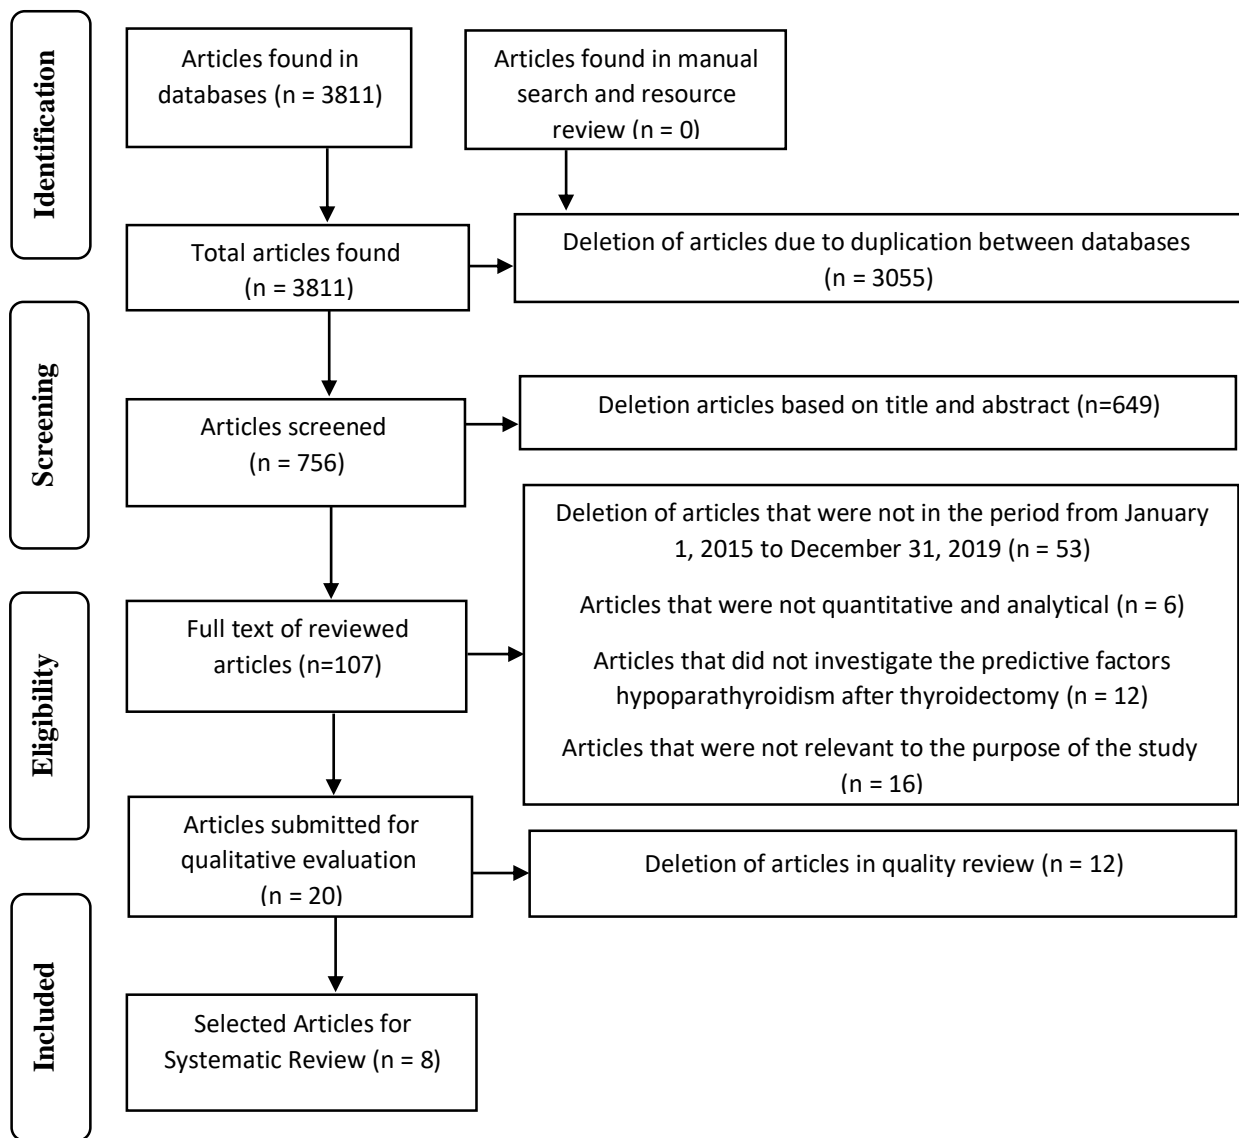 Identification
Articles found in
databases (n = 3811)
Articles found in manual
search and resource
review (n = 0)
Total articles found
(n = 3811)
Deletion of articles due to duplication between databases
(n = 3055)
Screening
Articles screened
(n = 756)
Deletion articles based on title and abstract (n=649)
Eligibility
Full text of reviewed
articles (n=107)
Deletion of articles that were not in the period from January
1, 2015 to December 31, 2019 (n = 53)
Articles that were not quantitative and analytical (n = 6)
Articles that did not investigate the predictive factors
hypoparathyroidism after thyroidectomy (n = 12)
Articles that were not relevant to the purpose of the study
(n = 16)
Articles submitted for
qualitative evaluation
(n = 20)
Deletion of articles in quality review (n = 12)
Included
Selected Articles for
Systematic Review (n = 8)